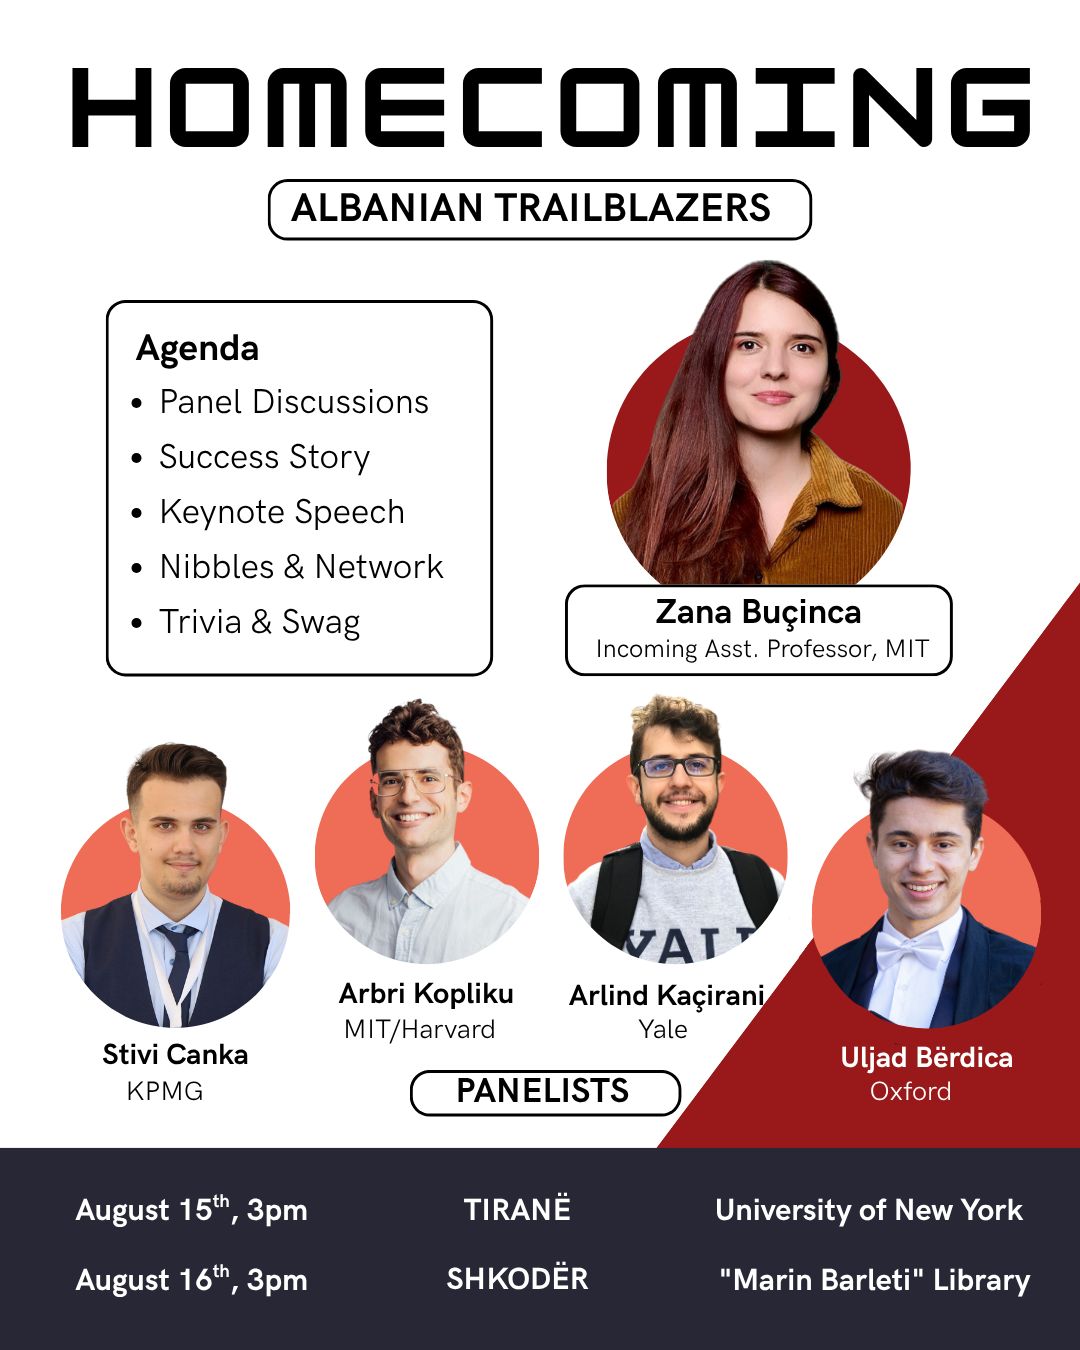 HOMECOMING
ALBANIAN TRAILBLAZERS
Agenda
• Panel Discussions
• Success Story
• Keynote Speech
• Nibbles & Network
• Trivia & Swag
Zana Buçinca
Incoming Asst. Professor, MIT
YALE
Stivi Canka
KPMG
Arbri Kopliku
MIT/Harvard
Arlind Kaçirani
Yale
Uljad Bërdica
Oxford
PANELISTS
August 15th, 3pm TIRANË University of New York
August 16th, 3pm SHKODËR "Marin Barleti" Library